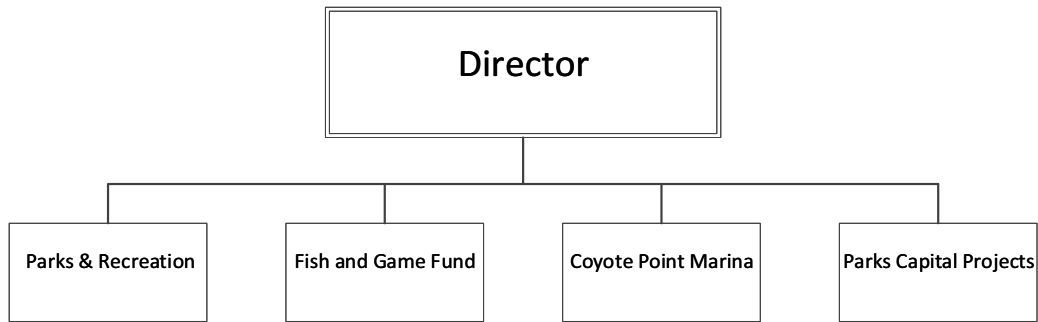 Director
Parks & Recreation
Fish and Game Fund
Coyote Point Marina
Parks Capital Projects